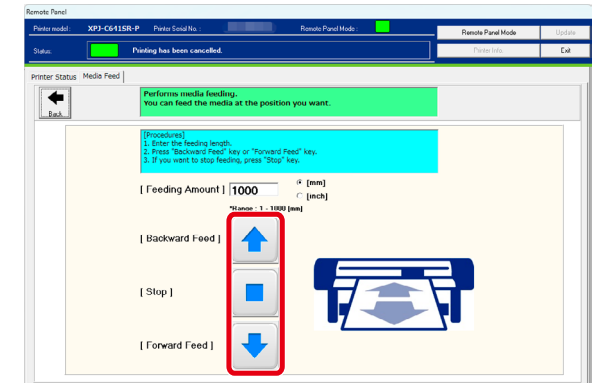 Remote Panel
Printer model : XPJ-C641SR-P Printer Serial No. : Remote Panel Mode :
Remote Panel Mode Update
Status: Printing has been cancelled.
Printer Info. Exit
Printer Status Media Feed
Back
Performs media feeding.
You can feed the media at the position you want.
[Procedures]
1. Enter the feeding length.
2. Press "Backward Feed" key or "Forward Feed" key.
3. If you want to stop feeding, press "Stop" key.
[ Feeding Amount ] 1000 [mm]
[inch]
*Range : 1 - 1000 [mm]
[ Backward Feed ]
[ Stop ]
[ Forward Feed ]